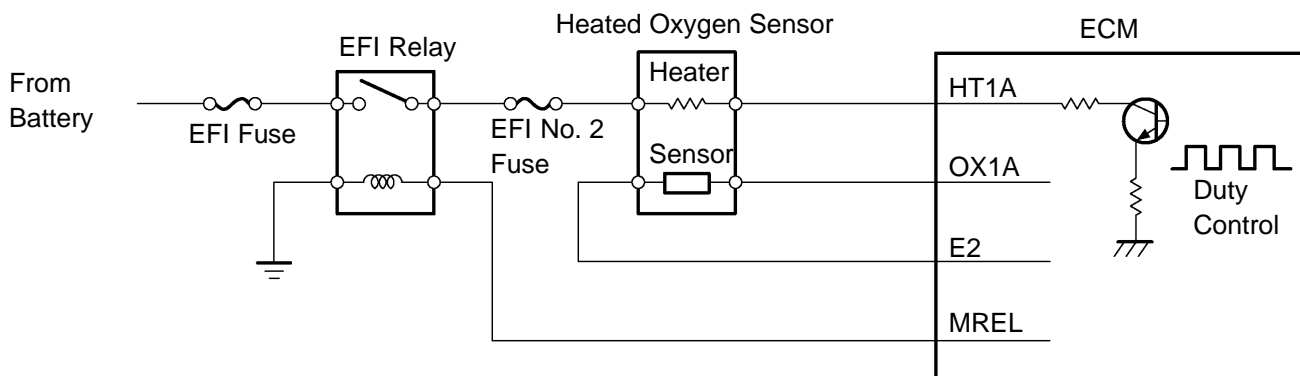 Heated Oxygen Sensor
ECM
EFI Relay
From
Battery
Heater
HT1A
EFI Fuse
EFI No. 2
Fuse
Sensor
OX1A
Duty
Control
E2
MREL